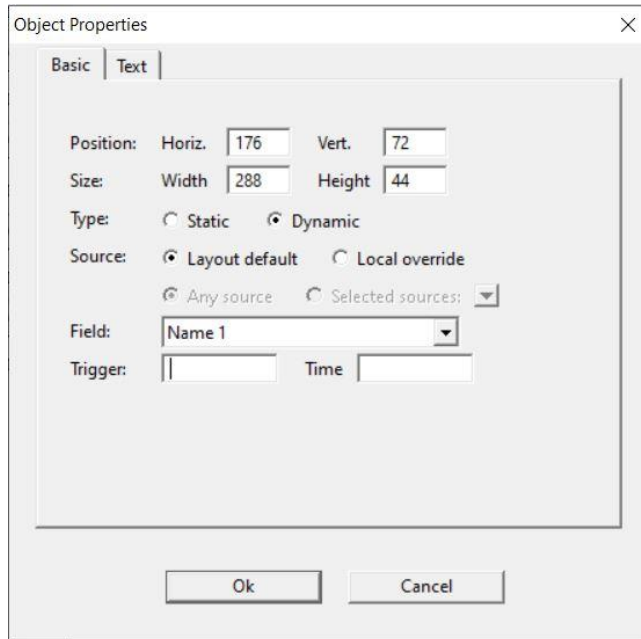 Object Properties
Basic Text
Position: Horiz. 176 Vert. 72
Size: Width 288 Height 44
Type: Static Dynamic
Source: Layout default Local override
Any source Selected sources:
Field: Name 1
Trigger: Time
Ok Cancel